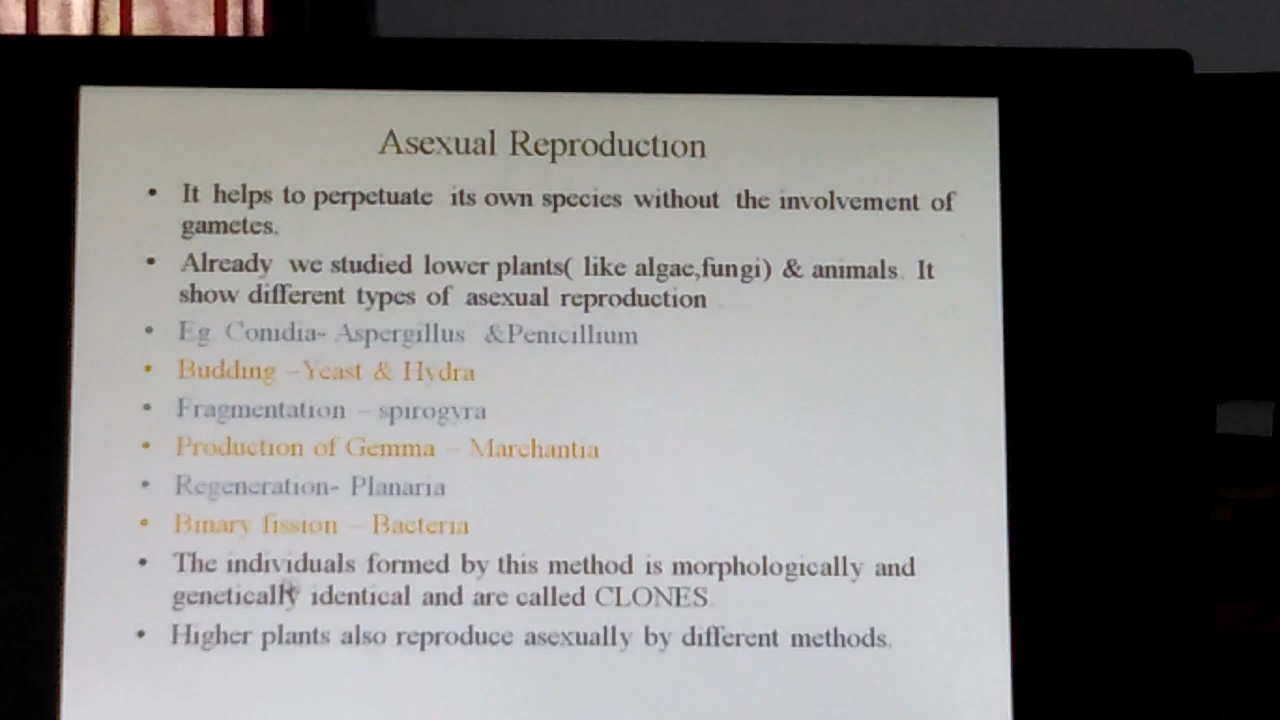 Asexual Reproduction
• It helps to perpetuate its own species without the involvement of
gametes.
• Already we studied lower plants( like algae,fungi) & animals. It
show different types of asexual reproduction
• Eg Conidia- Aspergillus &Penicillium
• Budding –Yeast & Hydra
• Fragmentation – spirogyra
• Production of Gemma – Marchantia
• Regeneration- Planaria
• Binary fission – Bacteria
• The individuals formed by this method is morphologically and
genetically identical and are called CLONES.
• Higher plants also reproduce asexually by different methods.